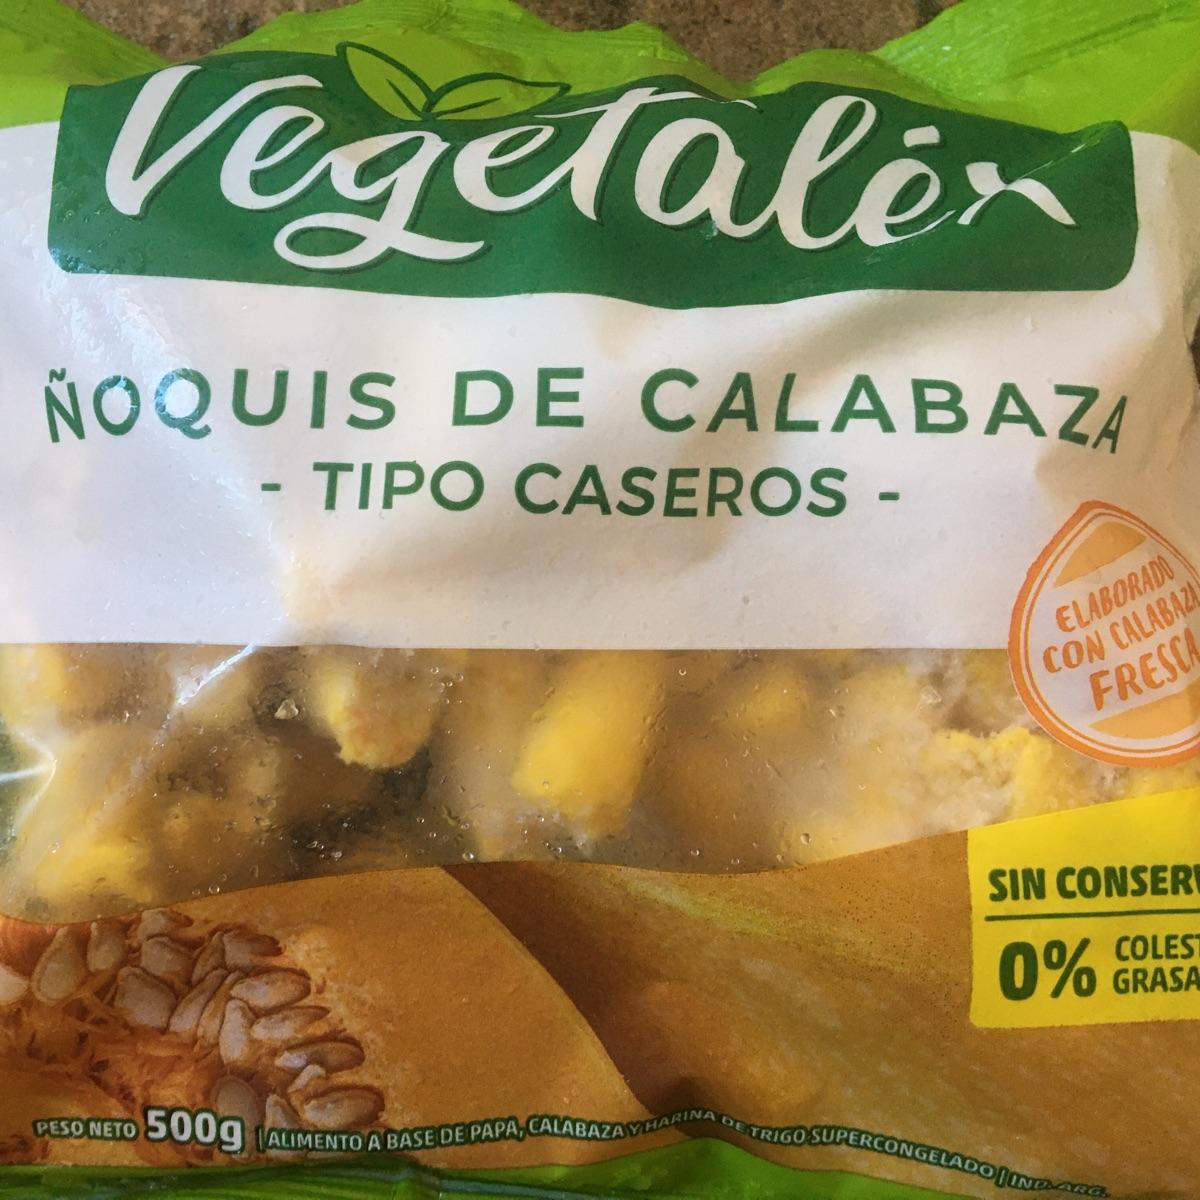 Vegetaléx
ÑOQUIS DE CALABAZA
- TIPO CASEROS -
ELABORADO
CON CALABAZA
FRESCA
SIN CONSERV
0% COLEST
GRASA
PESO NETO 500g | ALIMENTO A BASE DE PAPA, CALABAZA Y HARINA DE TRIGO SUPERCONGELADO | IND. ARG.